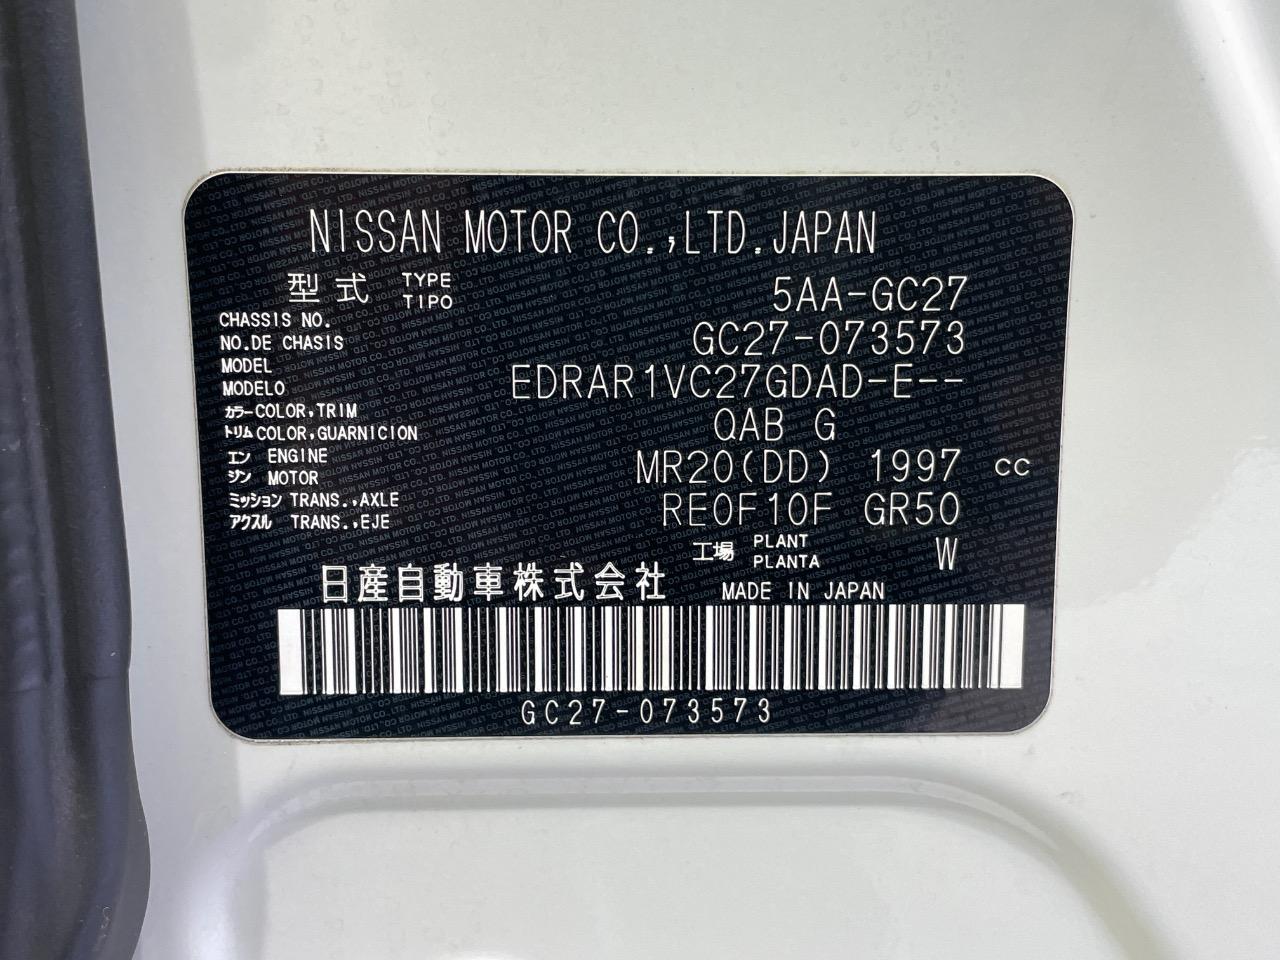 NISSAN MOTOR CO.,LTD.JAPAN
型式 TYPE TIPO 5AA-GC27
CHASSIS NO.
NO.DE CHASIS GC27-073573
MODEL
MODELO EDRAR1VC27GDAD-E--
カラー COLOR,TRIM
トリム COLOR,GUARNICION QAB G
エン ENGINE
ジン MOTOR MR20(DD) 1997 cc
ミッション TRANS.,AXLE
アクスル TRANS.,EJE RE0F10F GR50
工場 PLANT PLANTA W
日産自動車株式会社 MADE IN JAPAN
GC27-073573